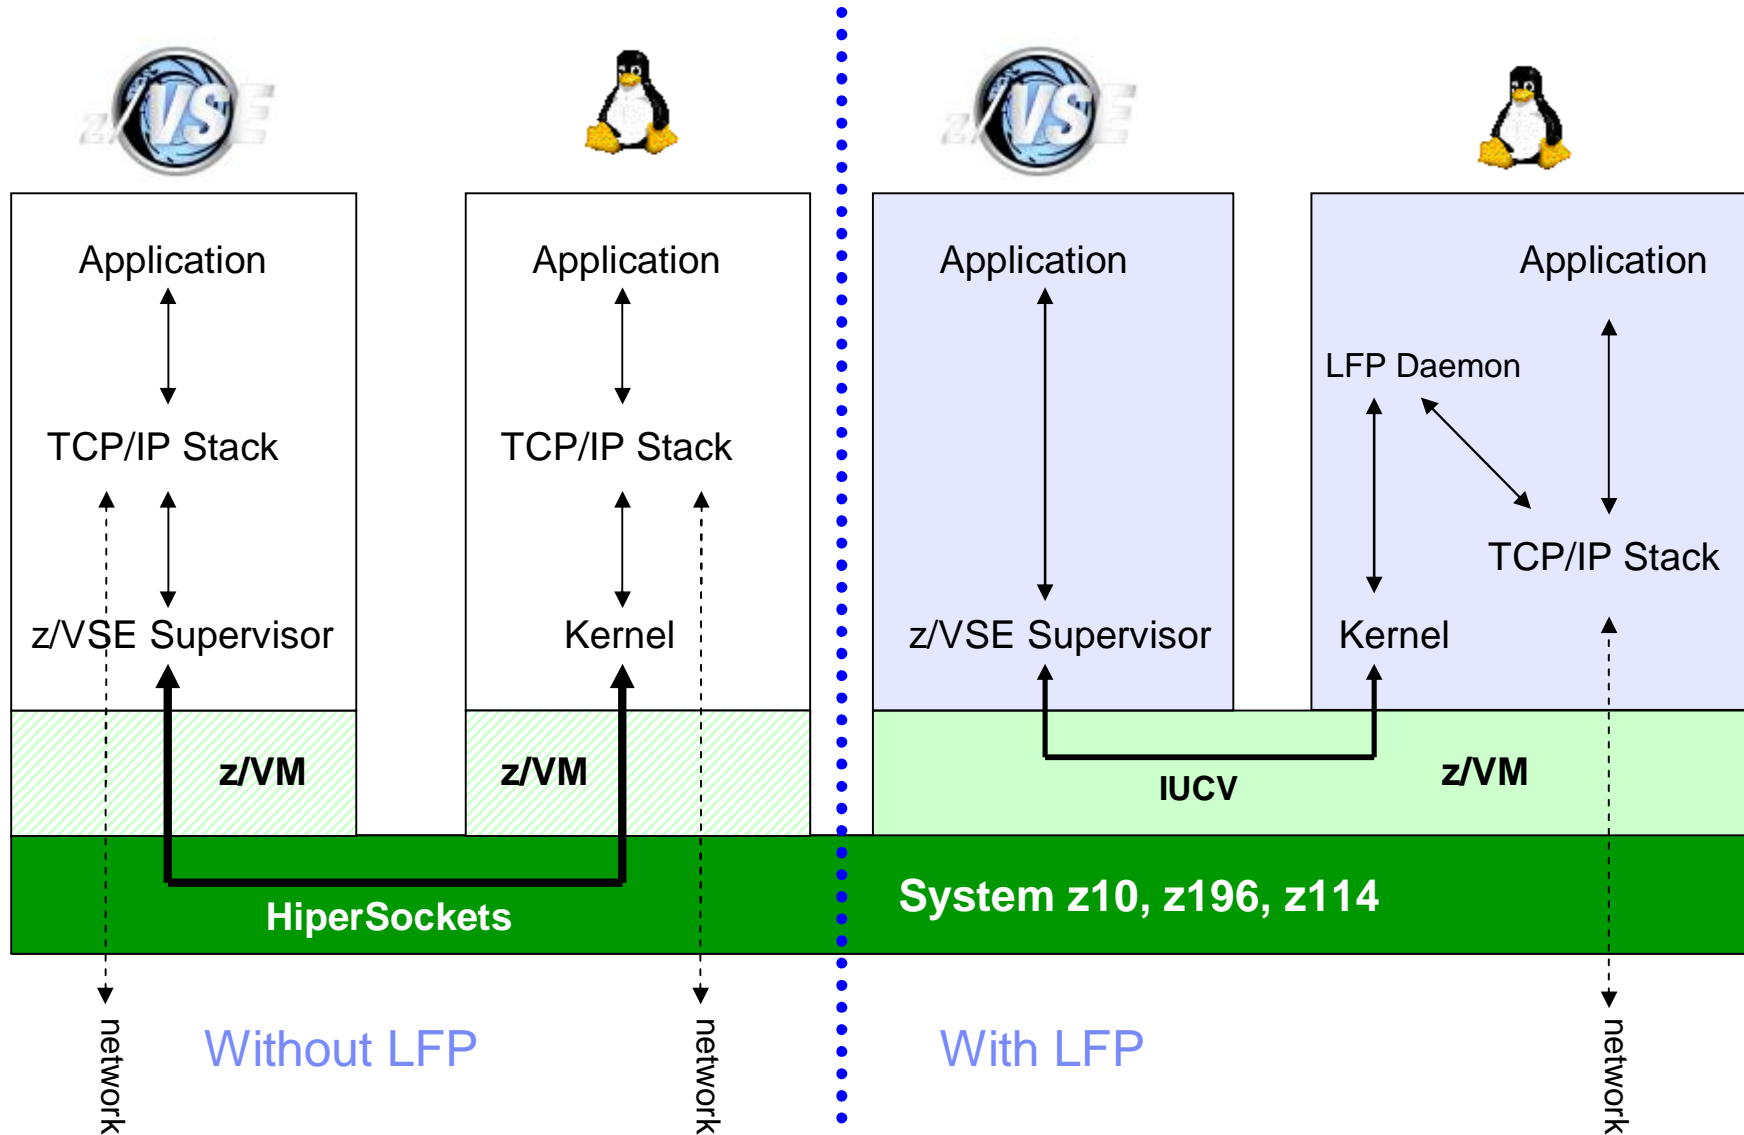 z/VSE
z/VSE
Application
Application
Application
Application
LFP Daemon
TCP/IP Stack
TCP/IP Stack
TCP/IP Stack
z/VSE Supervisor
Kernel
z/VSE Supervisor
Kernel
z/VM
z/VM
IUCV
z/VM
HiperSockets
System z10, z196, z114
network
Without LFP
network
With LFP
network